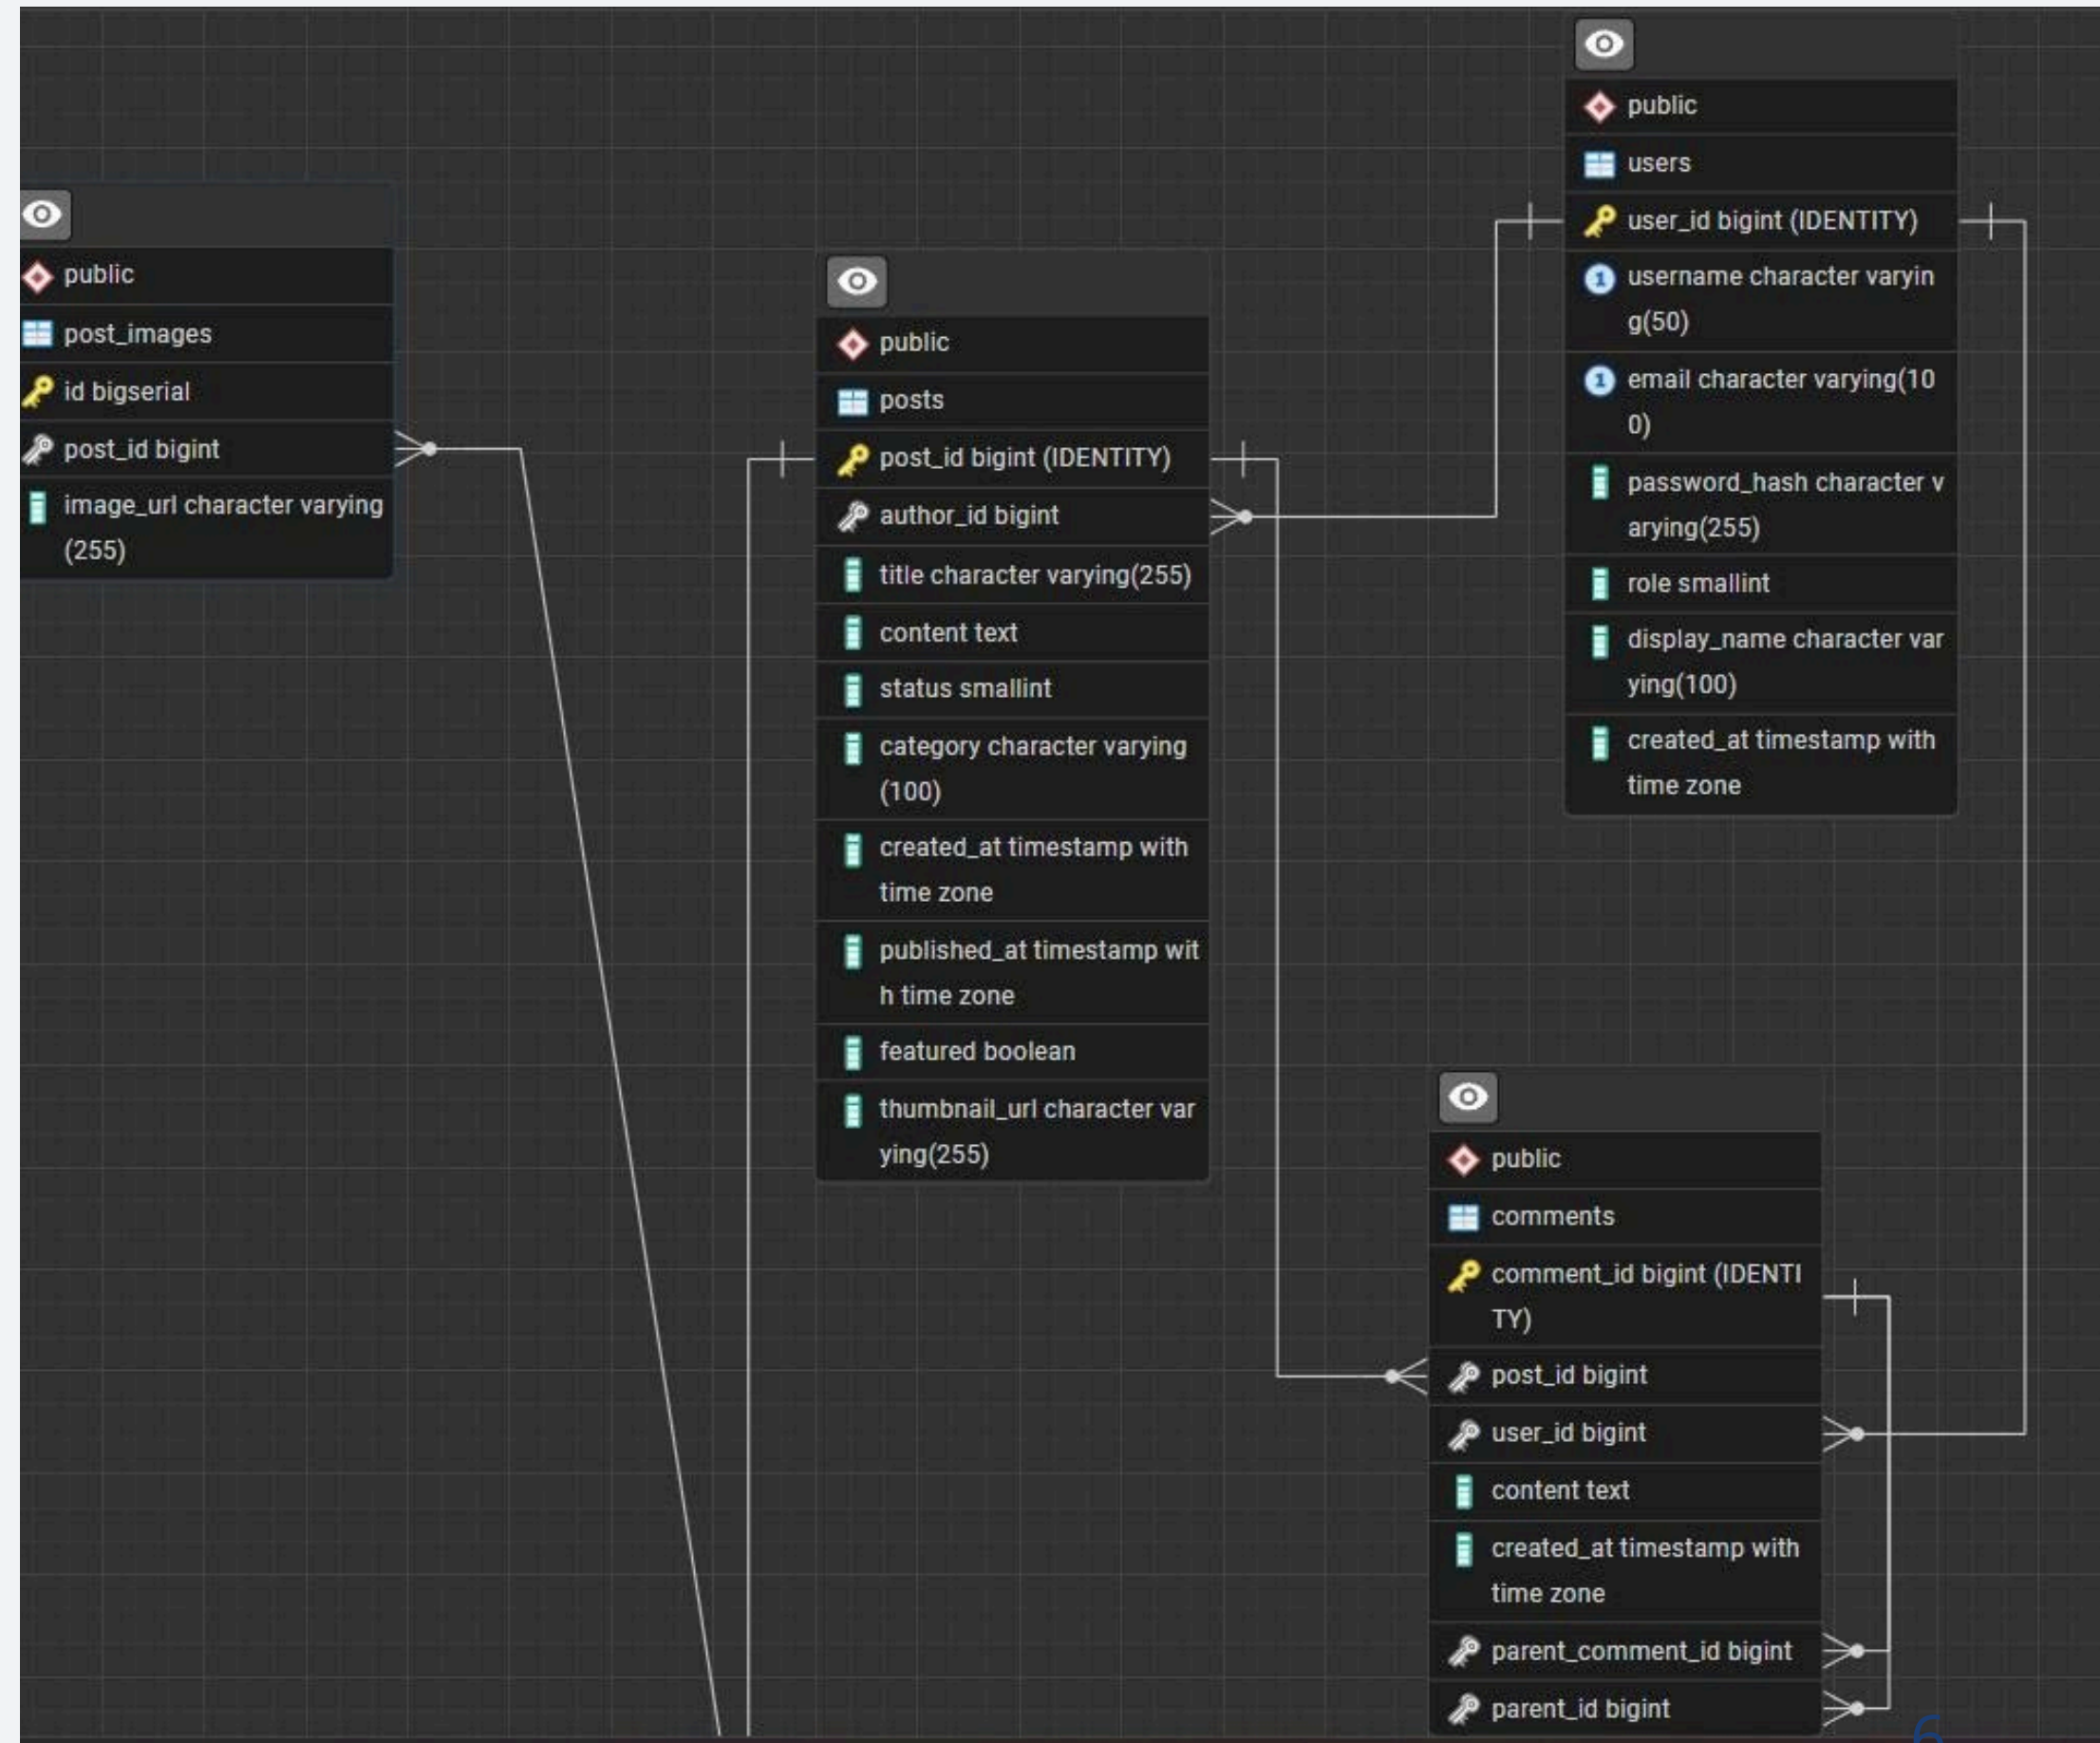 public
post_images
id bigserial
post_id bigint
image_url character varying
(255)
public
posts
post_id bigint (IDENTITY)
author_id bigint
title character varying(255)
content text
status smallint
category character varying
(100)
created_at timestamp with
time zone
published_at timestamp wit
h time zone
featured boolean
thumbnail_url character var
ying(255)
public
users
user_id bigint (IDENTITY)
1 username character varyin
g(50)
1 email character varying(10
0)
password_hash character v
arying(255)
role smallint
display_name character var
ying(100)
created_at timestamp with
time zone
public
comments
comment_id bigint (IDENTI
TY)
post_id bigint
user_id bigint
content text
created_at timestamp with
time zone
parent_comment_id bigint
parent_id bigint
6